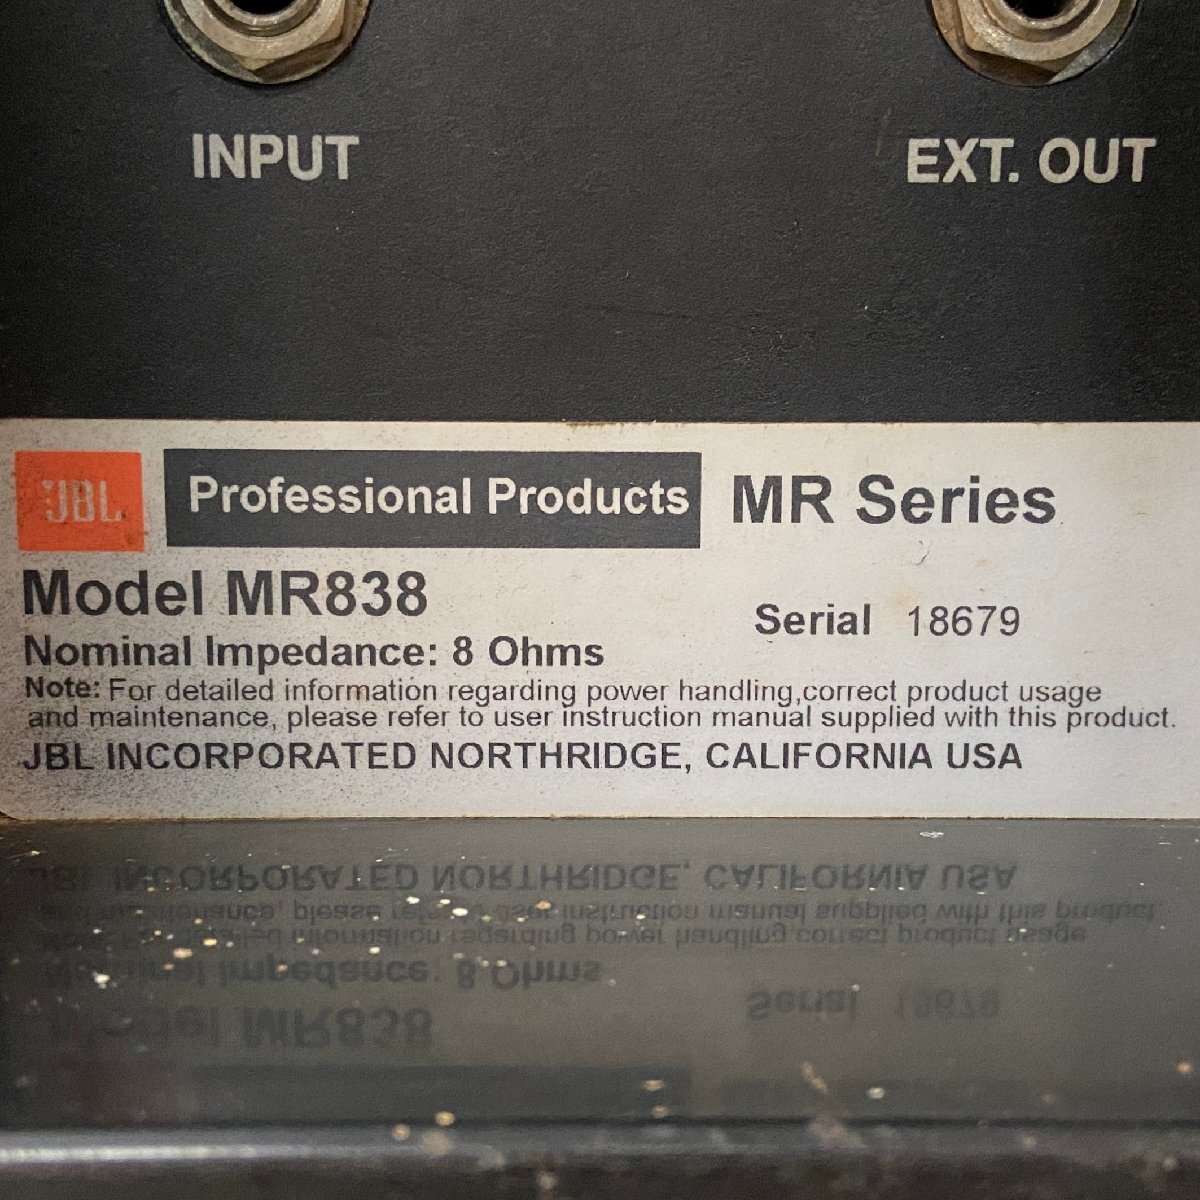 INPUT EXT. OUT
JBL Professional Products MR Series
Model MR838
Serial 18679
Nominal Impedance: 8 Ohms
Note: For detailed information regarding power handling,correct product usage
and maintenance, please refer to user instruction manual supplied with this product.
JBL INCORPORATED NORTHRIDGE, CALIFORNIA USA